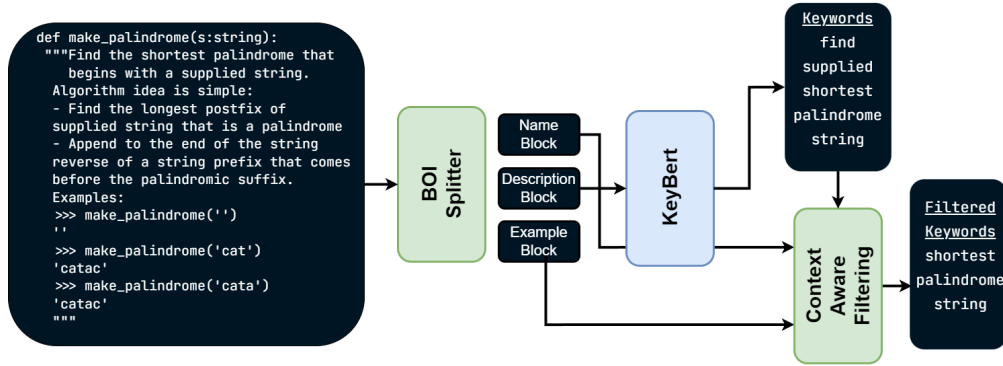 def make_palindrome(s:string):
"""Find the shortest palindrome that
begins with a supplied string.
Algorithm idea is simple:
- Find the longest postfix of
supplied string that is a palindrome
- Append to the end of the string
reverse of a string prefix that comes
before the palindromic suffix.
Examples:
>>> make_palindrome('')
''
>>> make_palindrome('cat')
'catac'
>>> make_palindrome('cata')
'catac'
"""
BOI
Splitter
Name
Block
Description
Block
Example
Block
KeyBert
Keywords
find
supplied
shortest
palindrome
string
Context
Aware
Filtering
Filtered
Keywords
shortest
palindrome
string